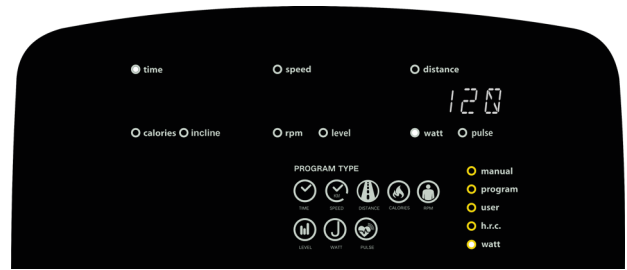 time speed distance
120
calories incline rpm level watt pulse
PROGRAM TYPE
manual
KM
program
TIME SPEED DISTANCE CALORIES RPM
user
h.r.c.
watt
LEVEL WATT PULSE